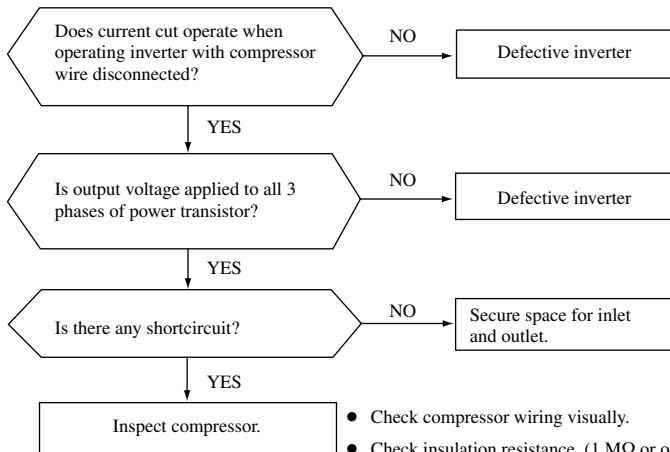 Does current cut operate when
operating inverter with compressor
wire disconnected?
NO
Defective inverter
YES
Is output voltage applied to all 3
phases of power transistor?
NO
Defective inverter
YES
Is there any shortcircuit?
NO
Secure space for inlet
and outlet.
YES
Inspect compressor.
● Check compressor wiring visually.
● Check insulation resistance. (1 MΩ or